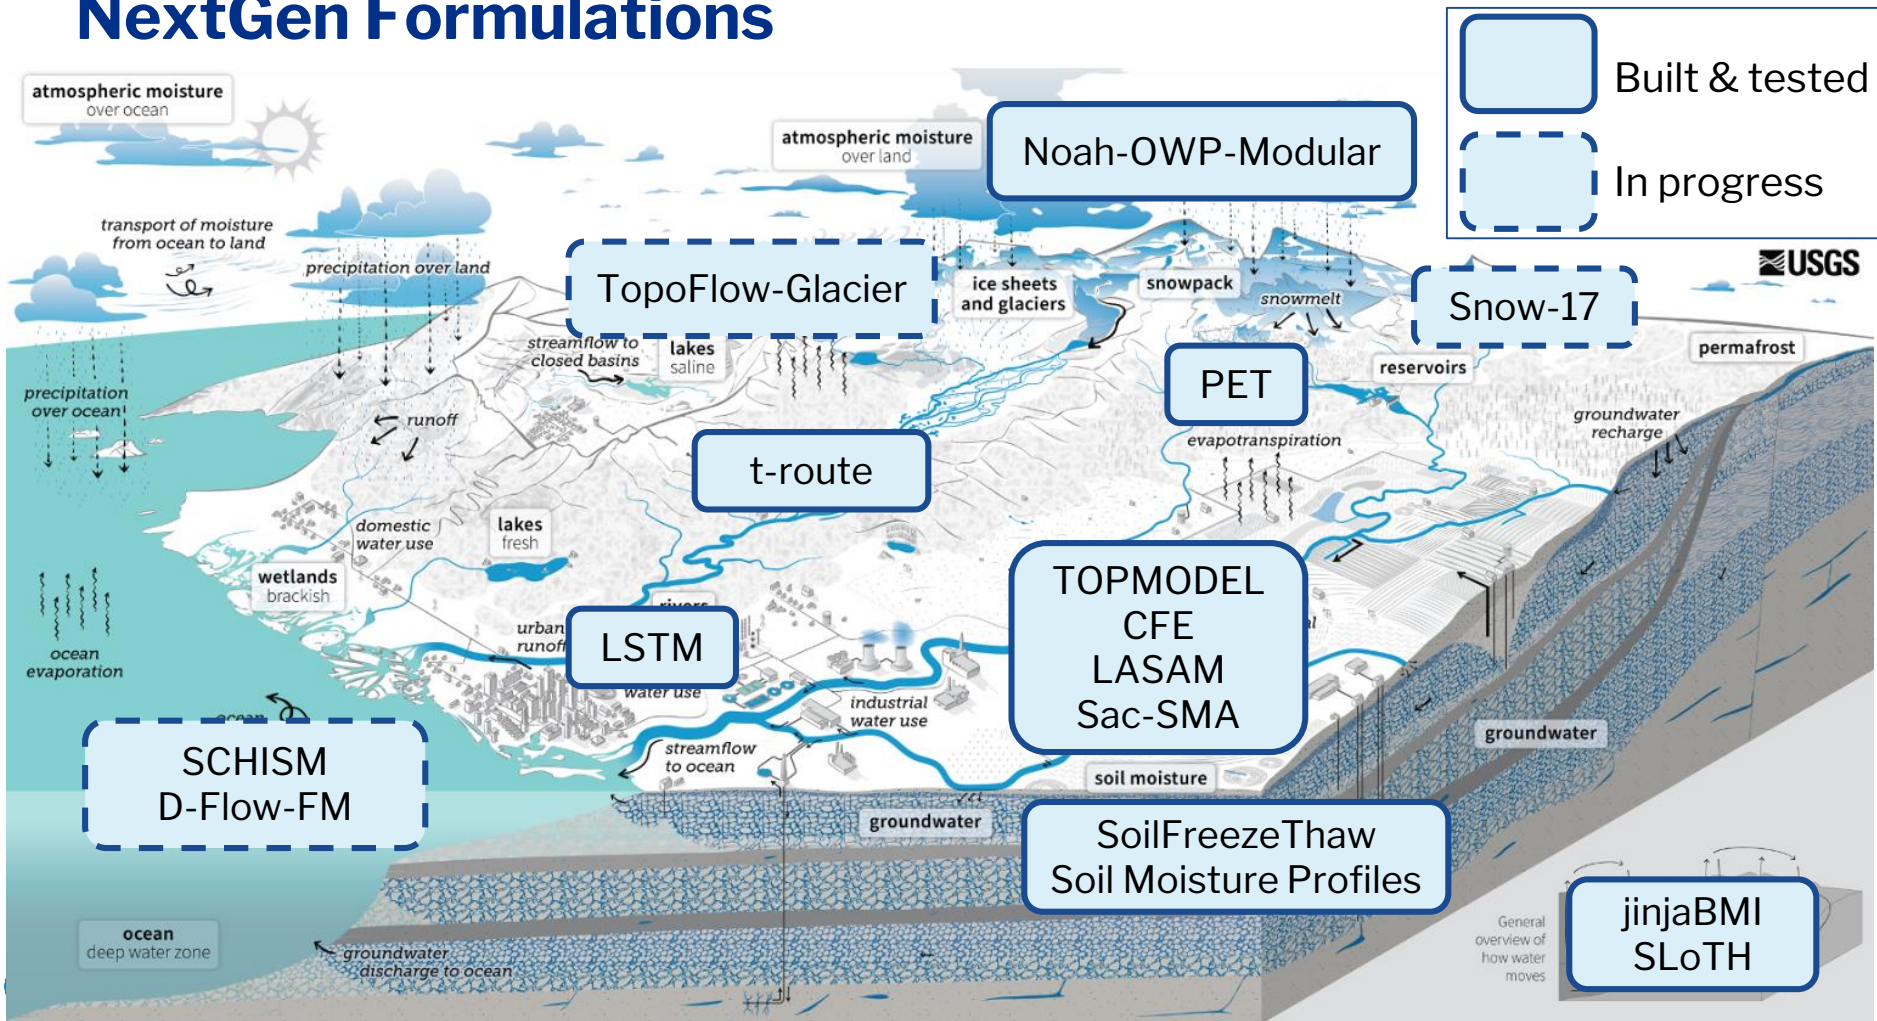 NextGen Formulations
Built & tested
In progress
atmospheric moisture
over ocean
atmospheric moisture
over land
Noah-OWP-Modular
transport of moisture
from ocean to land
precipitation over land
TopoFlow-Glacier
ice sheets
and glaciers
snowpack
snowmelt
Snow-17
USGS
permafrost
streamflow to
closed basins
lakes
saline
PET
reservoirs
precipitation
over ocean
runoff
groundwater
recharge
evapotranspiration
t-route
domestic
water use
lakes
fresh
wetlands
brackish
rivers
urban
runoff
LSTM
water use
TOPMODEL
CFE
LASAM
Sac-SMA
ocean
evaporation
industrial
water use
ocean
SCHISM
D-Flow-FM
streamflow
to ocean
groundwater
soil moisture
groundwater
SoilFreezeThaw
Soil Moisture Profiles
ocean
deep water zone
groundwater
discharge to ocean
General
overview of
how water
moves
jinjaBMI
SLoTH